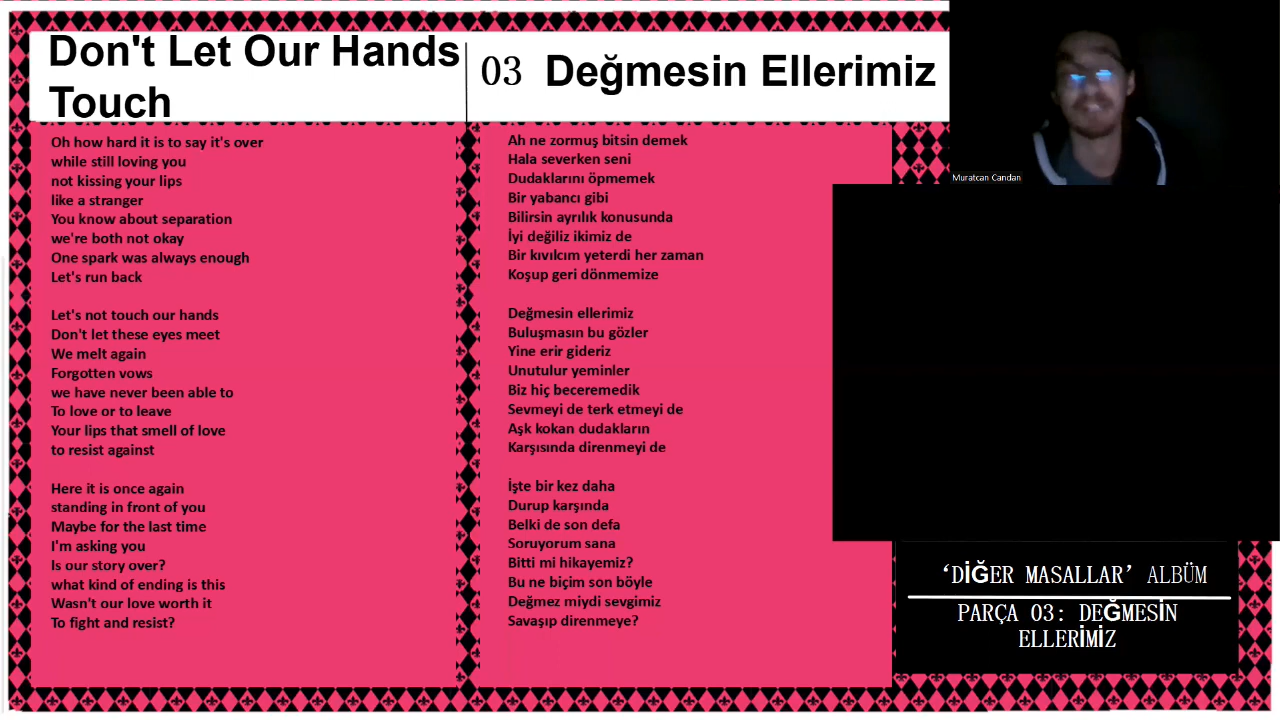 Don't Let Our Hands
Touch
03 Değmesin Ellerimiz
Oh how hard it is to say it's over
while still loving you
not kissing your lips
like a stranger
You know about separation
we're both not okay
One spark was always enough
Let's run back
Let's not touch our hands
Don't let these eyes meet
We melt again
Forgotten vows
we have never been able to
To love or to leave
Your lips that smell of love
to resist against
Here it is once again
standing in front of you
Maybe for the last time
I'm asking you
Is our story over?
what kind of ending is this
Wasn't our love worth it
To fight and resist?
Ah ne zormuş bitsin demek
Hala severken seni
Dudaklarını öpmemek
Bir yabancı gibi
Bilirsin ayrılık konusunda
İyi değiliz ikimiz de
Bir kıvılcım yeterdi her zaman
Koşup geri dönmemize
Değmesin ellerimiz
Buluşmasın bu gözler
Yine erir gideriz
Unutulur yeminler
Biz hiç beceremedik
Sevmeyi de terk etmeyi de
Aşk kokan dudakların
Karşısında direnmeyi de
İşte bir kez daha
Durup karşında
Belki de son defa
Soruyorum sana
Bitti mi hikayemiz?
Bu ne biçim son böyle
Değmez miydi sevgimiz
Savaşıp direnmeye?
Muratcan Candan
‘DİĞER MASALLAR’ ALBÜM
PARÇA 03: DEĞMESİN
ELLERİMİZ